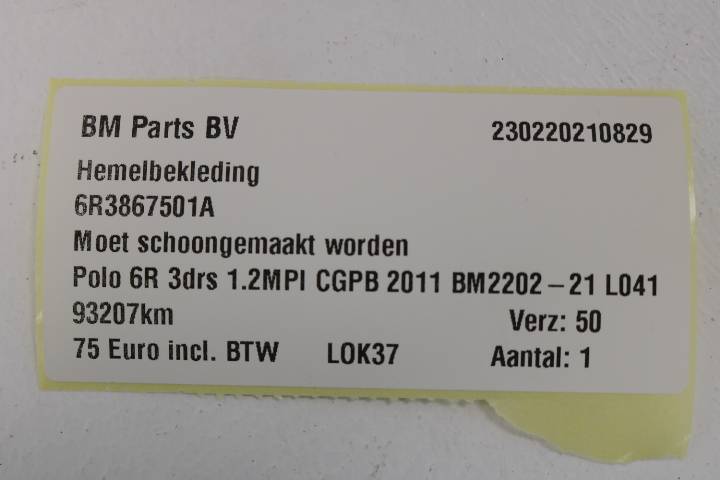 BM Parts BV 230220210829
Hemelbekleding
6R3867501A
Moet schoongemaakt worden
Polo 6R 3drs 1.2MPI CGPB 2011 BM2202-21 L041
93207km Verz: 50
75 Euro incl. BTW LOK37 Aantal: 1